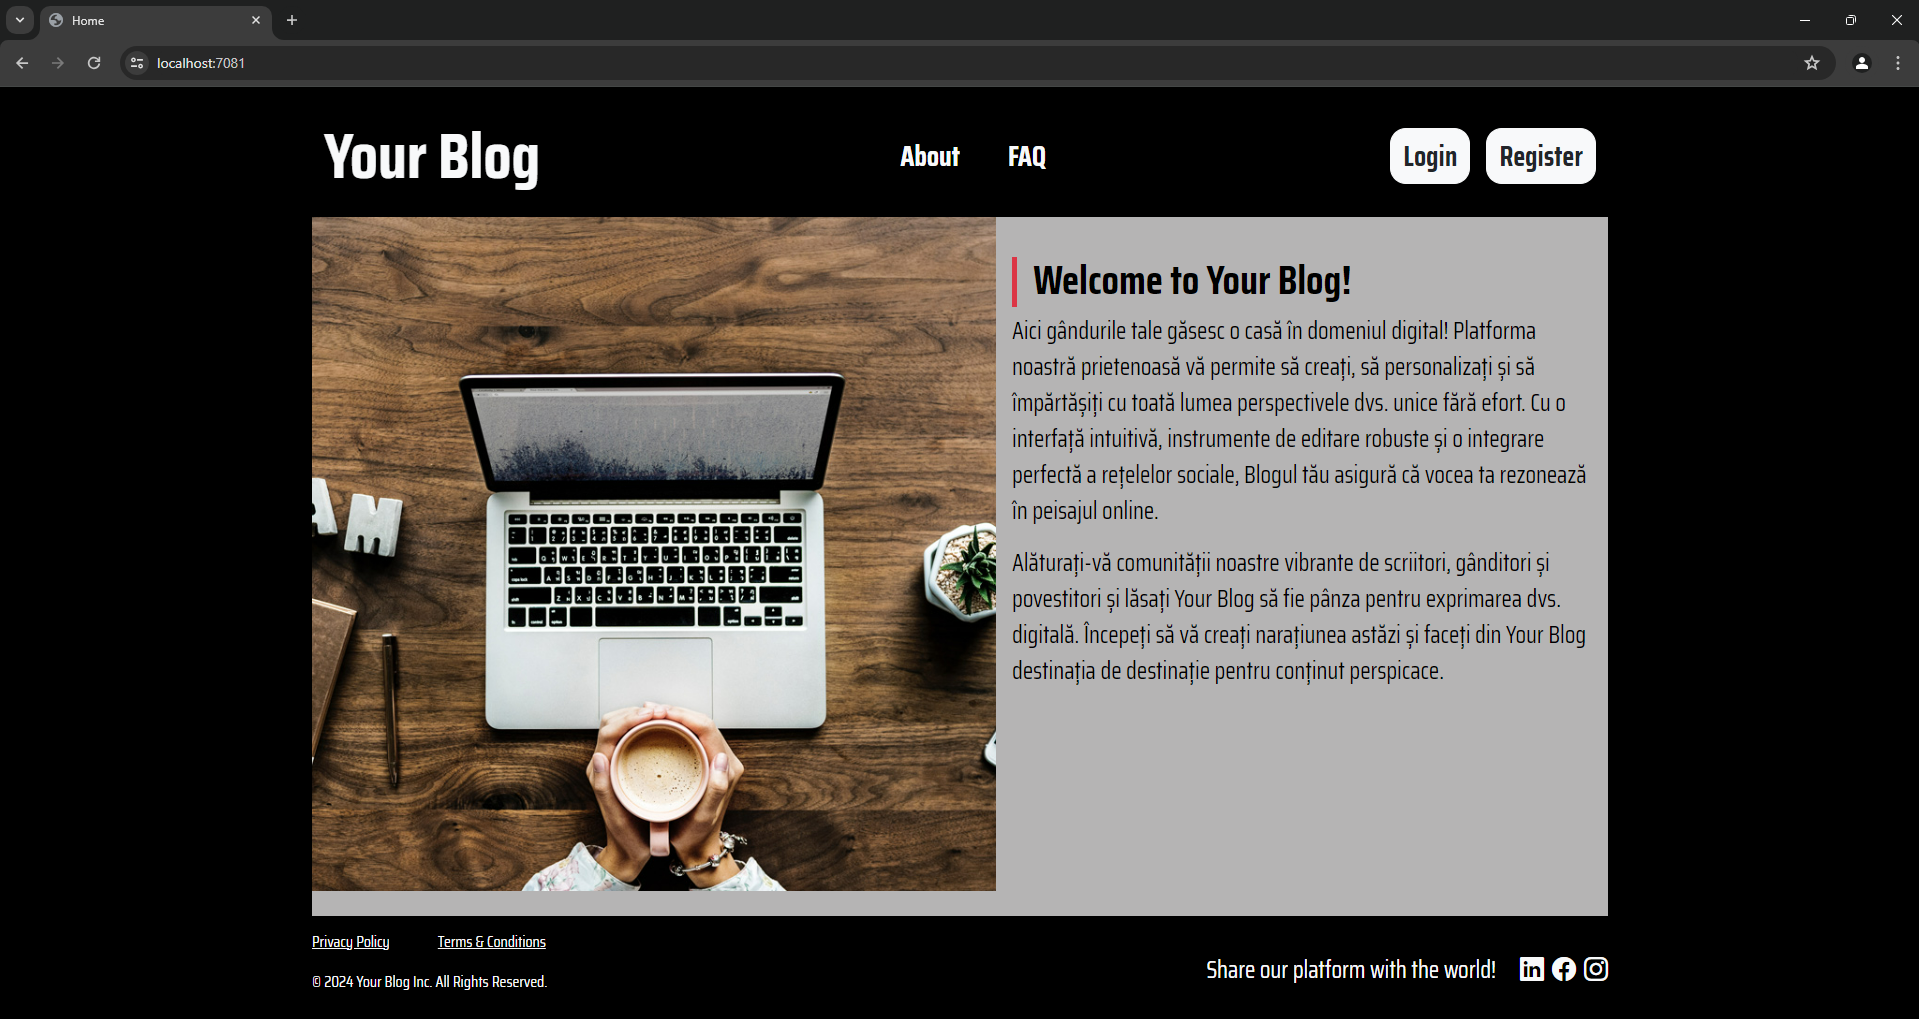 Home
localhost:7081
Your Blog
About
FAQ
Login
Register
Welcome to Your Blog!
Aici gândurile tale găsesc o casă în domeniul digital! Platforma
noastră prietenoasă vă permite să creați, să personalizați și să
împărtășiți cu toată lumea perspectivele dvs. unice fără efort. Cu o
interfață intuitivă, instrumente de editare robuste și o integrare
perfectă a rețelelor sociale, Blogul tău asigură că vocea ta rezonează
în peisajul online.
Alăturați-vă comunității noastre vibrante de scriitori, gânditori și
povestitori și lăsați Your Blog să fie pânza pentru exprimarea dvs.
digitală. Începeți să vă creați narațiunea astăzi și faceți din Your Blog
destinația de destinație pentru conținut perspicace.
Privacy Policy
Terms & Conditions
© 2024 Your Blog Inc. All Rights Reserved.
Share our platform with the world!